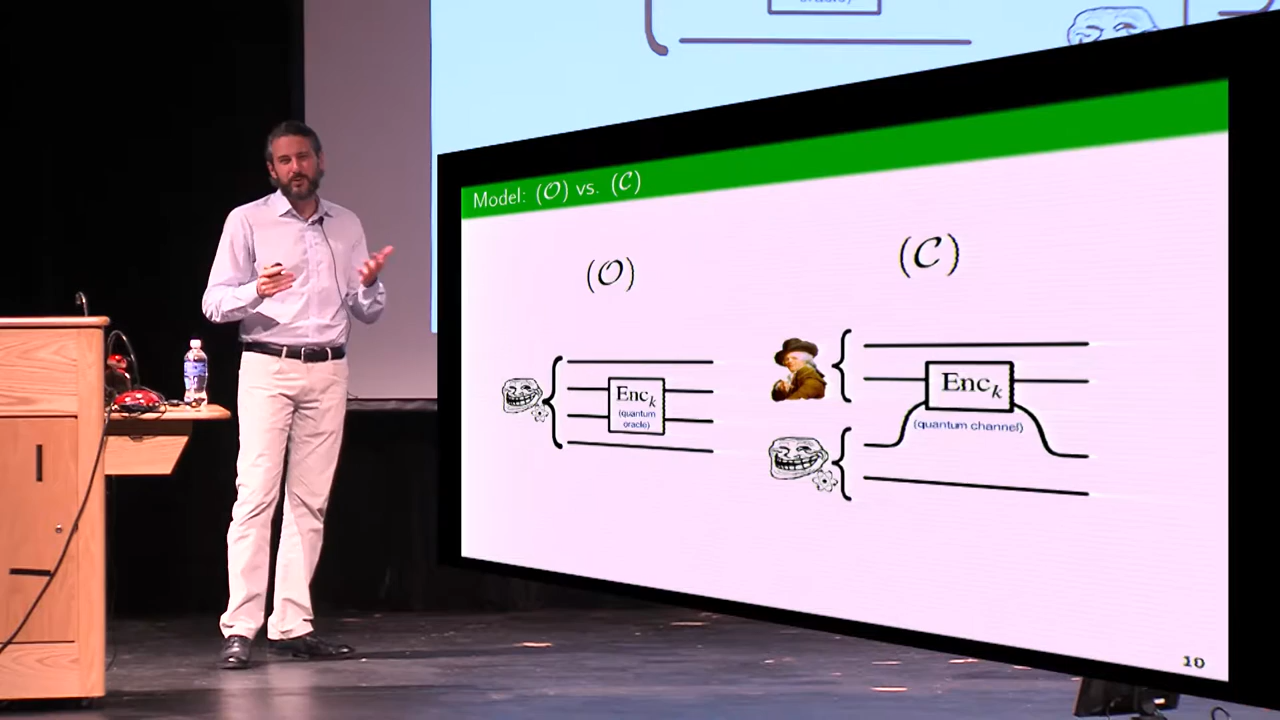 Model: (𝒪) vs. (𝒞)
(𝒪)
(𝒞)
Enc_k
(quantum
oracle)
Enc_k
(quantum channel)
10